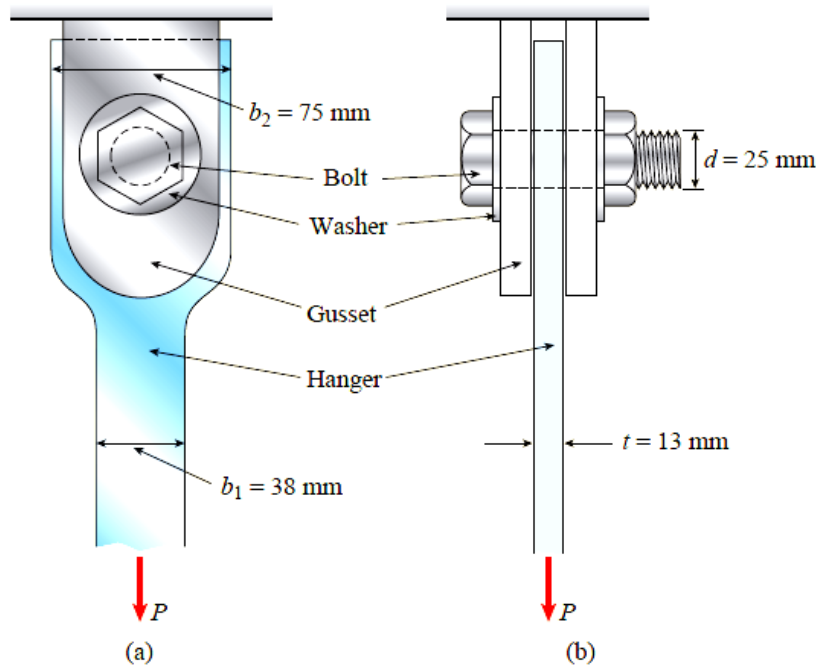 b₂ = 75 mm
Bolt
d = 25 mm
Washer
Gusset
Hanger
t = 13 mm
b₁ = 38 mm
P
P
(a)
(b)